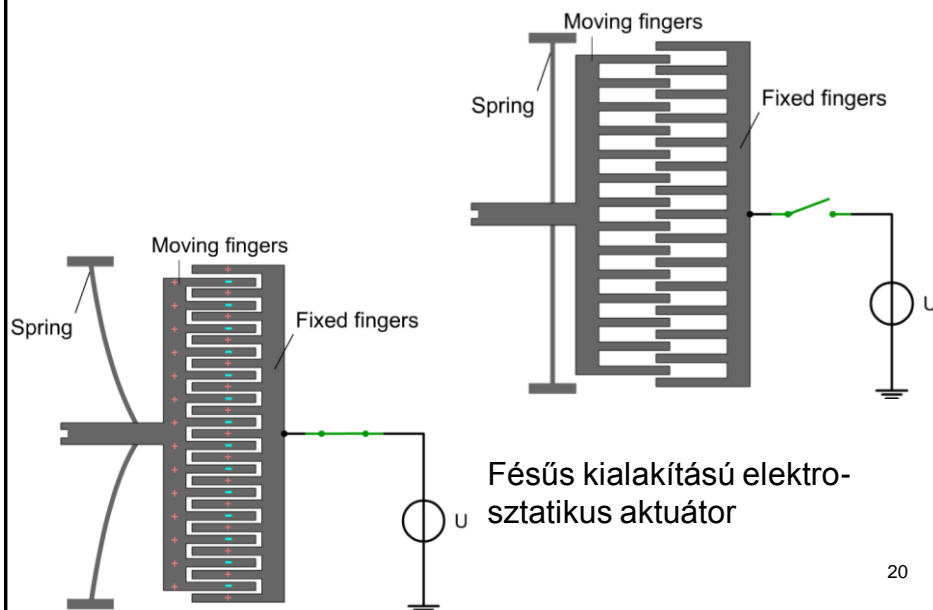 Moving fingers
Spring
Fixed fingers
U
Moving fingers
Spring
Fixed fingers
U
Fésűs kialakítású elektro-
sztatikus aktuátor
20